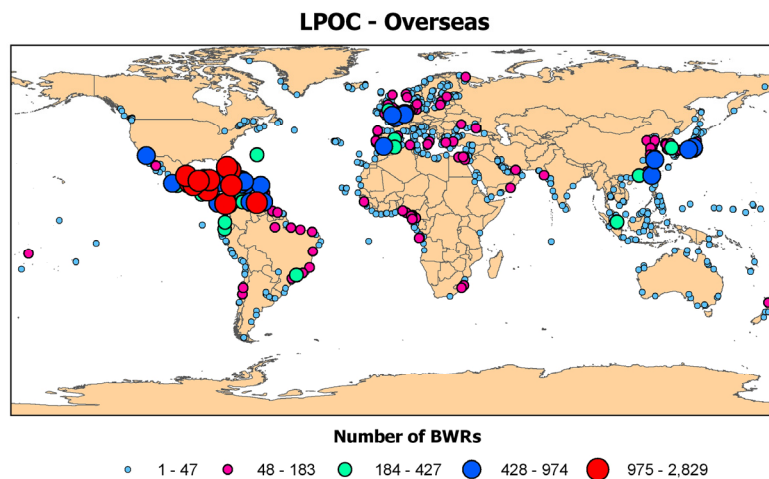 LPOC - Overseas
Number of BWRs
1 - 47 48 - 183 184 - 427 428 - 974 975 - 2,829